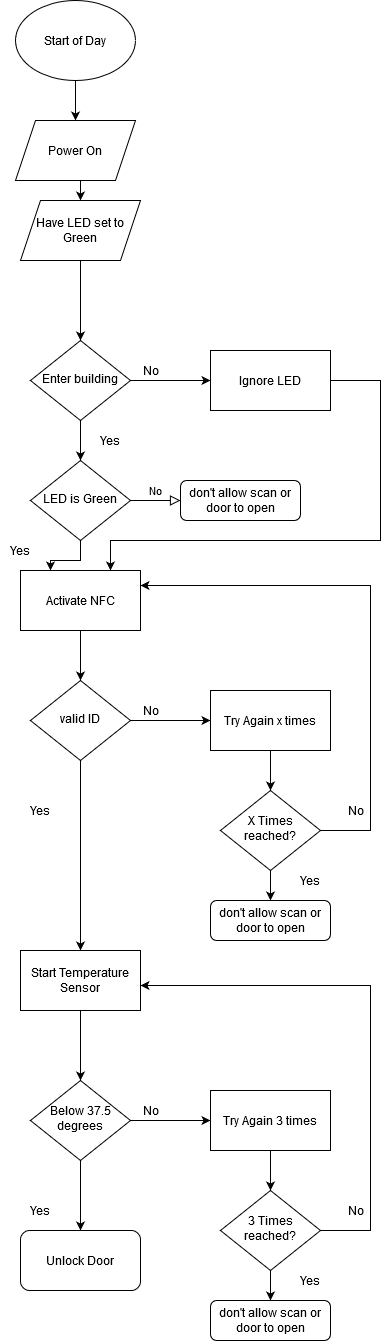 Start of Day
Power On
Have LED set to
Green
Enter building
No
Ignore LED
Yes
LED is Green
No
don't allow scan or
door to open
Yes
Activate NFC
valid ID
No
Try Again x times
Yes
X Times
reached?
No
Yes
don't allow scan or
door to open
Start Temperature
Sensor
Below 37.5
degrees
No
Try Again 3 times
Yes
3 Times
reached?
No
Unlock Door
Yes
don't allow scan or
door to open